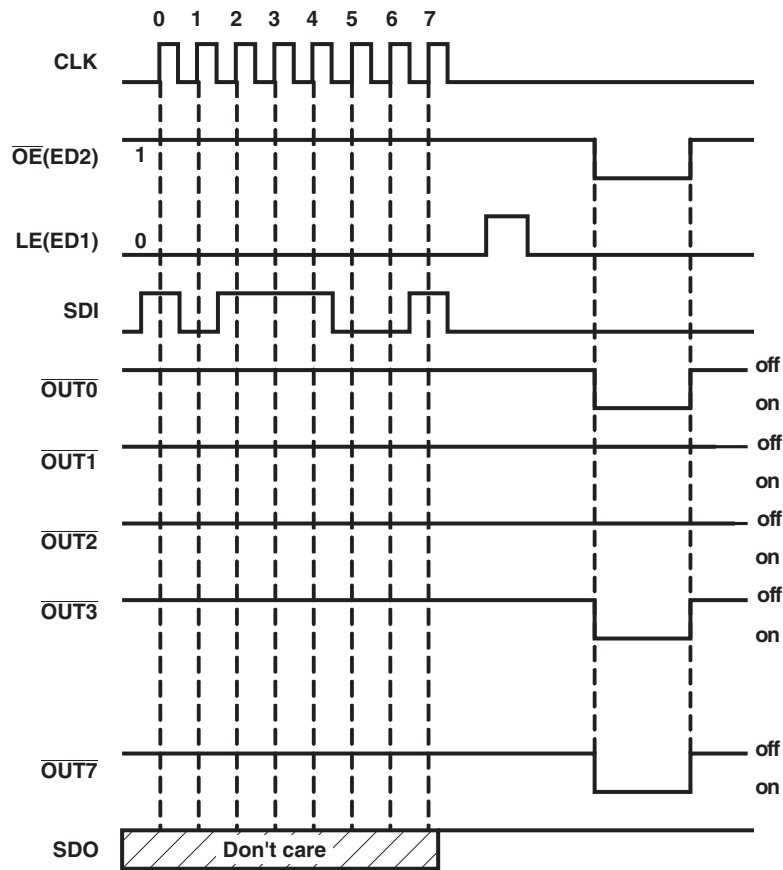 0 1 2 3 4 5 6 7
CLK
OE(ED2) 1
LE(ED1) 0
SDI
OUT0 off
on
OUT1 off
on
OUT2 off
on
OUT3 off
on
OUT7 off
on
SDO Don't care